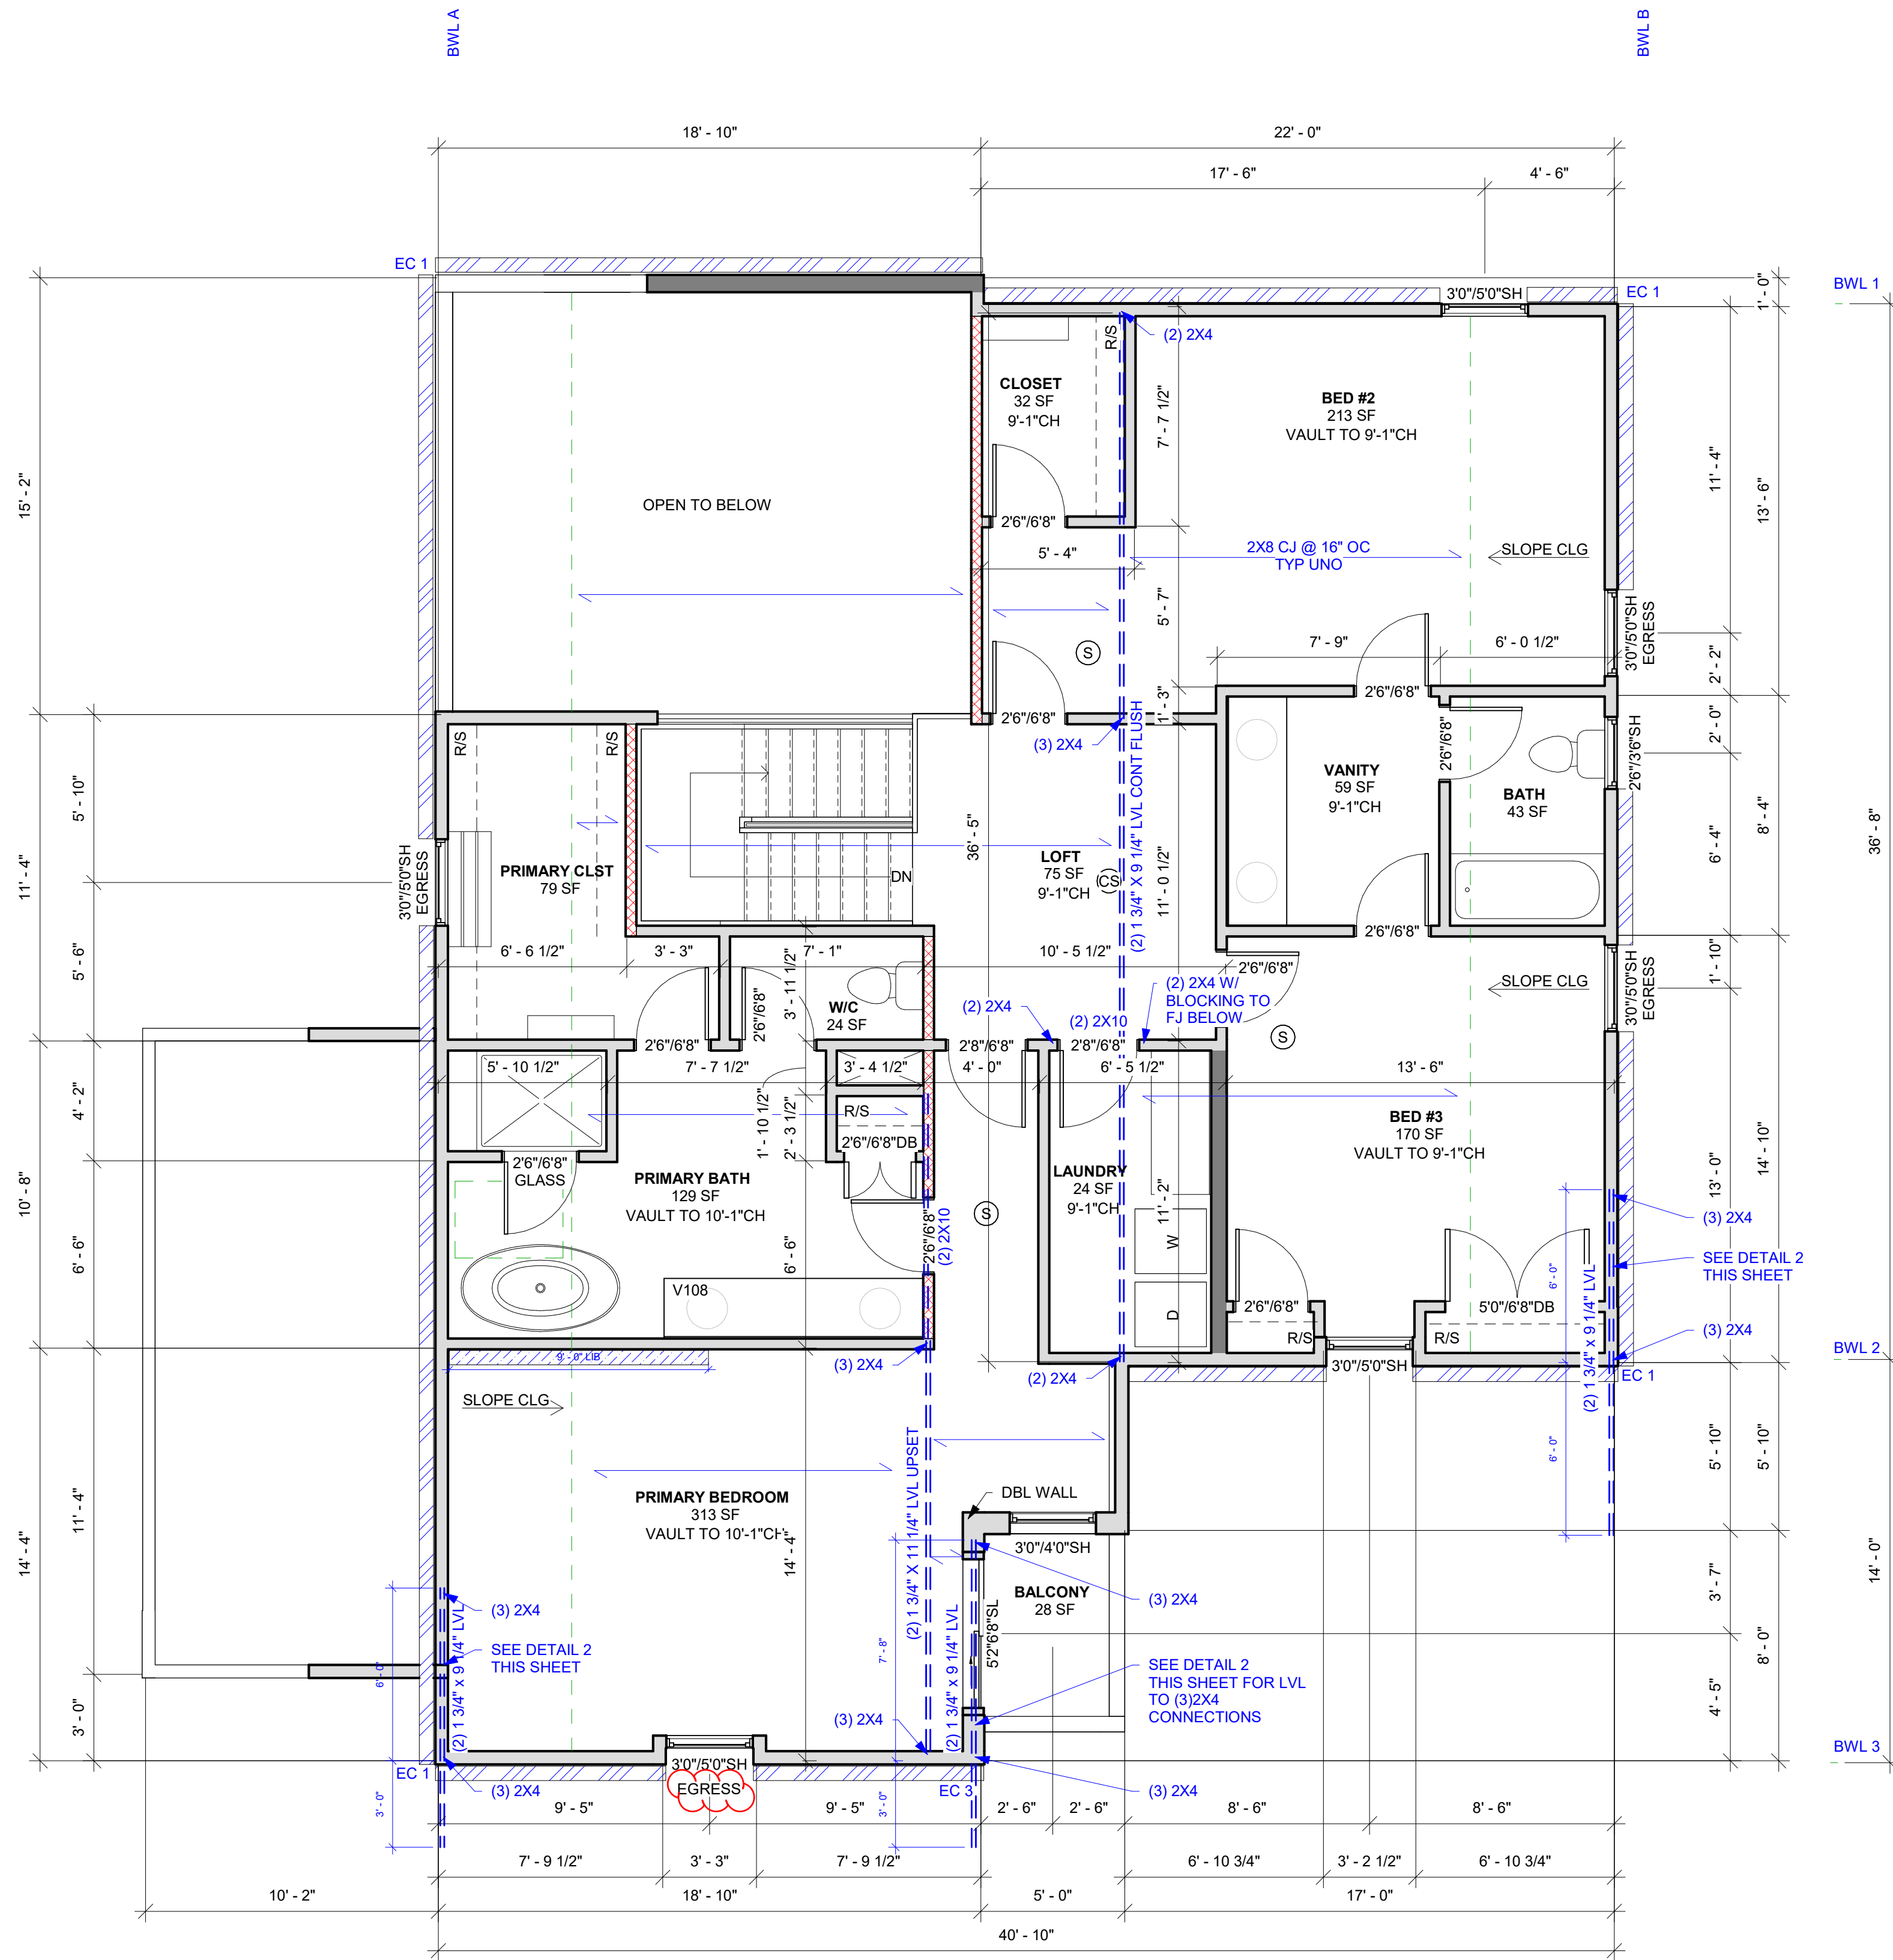 BWL A
BWL B
18' - 10"
22' - 0"
17' - 6"
4' - 6"
EC 1
3'0"/5'0"SH
EC 1
1' - 0"
BWL 1
R/S
(2) 2X4
CLOSET
32 SF
9'-1"CH
BED #2
213 SF
VAULT TO 9'-1"CH
7' - 7 1/2"
11' - 4"
13' - 6"
15' - 2"
OPEN TO BELOW
2'6"/6'8"
5' - 4"
2X8 CJ @ 16" OC
TYP UNO
SLOPE CLG
5' - 7"
S
7' - 9"
6' - 0 1/2"
3'0"/5'0"SH
EGRESS
2' - 2"
2'6"/6'8"
1' - 3"
2'6"/6'8"
(3) 2X4
(2) 1 3/4" X 9 1/4" LVL CONT FLUSH
R/S
R/S
2'6"/6'8"
2' - 0"
2'6"/3'6"SH
VANITY
59 SF
9'-1"CH
BATH
43 SF
5' - 10"
8' - 4"
36' - 8"
36' - 5"
6' - 4"
LOFT
75 SF
9'-1"CH
CS
11' - 0 1/2"
PRIMARY CLST
79 SF
DN
3'0"/5'0"SH
EGRESS
11' - 4"
5' - 6"
2'6"/6'8"
6' - 6 1/2"
3' - 3"
7' - 1"
10' - 5 1/2"
2'6"/6'8"
1' - 10"
SLOPE CLG
3'0"/5'0"SH
EGRESS
3' - 11 1/2"
2'6"/6'8"
W/C
24 SF
(2) 2X4
(2) 2X10
(2) 2X4 W/
BLOCKING TO
FJ BELOW
S
2'6"/6'8"
2'8"/6'8"
2'8"/6'8"
5' - 10 1/2"
7' - 7 1/2"
3' - 4 1/2"
4' - 0"
6' - 5 1/2"
13' - 6"
4' - 2"
1' - 10 1/2"
2' - 3 1/2"
R/S
2'6"/6'8"DB
BED #3
170 SF
VAULT TO 9'-1"CH
14' - 10"
13' - 0"
2'6"/6'8"
GLASS
PRIMARY BATH
129 SF
VAULT TO 10'-1"CH
LAUNDRY
24 SF
9'-1"CH
11' - 2"
10' - 8"
S
2'6"/6'8"
(2) 2X10
(3) 2X4
6' - 6"
6' - 6"
W
SEE DETAIL 2
THIS SHEET
6' - 0"
V108
D
2'6"/6'8"
5'0"/6'8"DB
R/S
R/S
(2) 1 3/4" x 9 1/4" LVL
(3) 2X4
9' - 0" LIB
(3) 2X4
(2) 2X4
3'0"/5'0"SH
EC 1
BWL 2
SLOPE CLG
6' - 0"
5' - 10"
5' - 10"
(2) 1 3/4" X 11 1/4" LVL UPSET
PRIMARY BEDROOM
313 SF
VAULT TO 10'-1"CH
14' - 4"
11' - 4"
14' - 4"
DBL WALL
3'0"/4'0"SH
BALCONY
28 SF
(3) 2X4
14' - 0"
3' - 7"
(3) 2X4
SEE DETAIL 2
THIS SHEET
6' - 0"
(2) 1 3/4" x 9 1/4" LVL
7' - 8"
5'2"6'8"SL
(2) 1 3/4" x 9 1/4" LVL
SEE DETAIL 2
THIS SHEET FOR LVL
TO (3)2X4
CONNECTIONS
8' - 0"
4' - 5"
3' - 0"
(3) 2X4
BWL 3
EC 1
(3) 2X4
3'0"/5'0"SH
EGRESS
EC 3
(3) 2X4
3' - 0"
3' - 0"
9' - 5"
9' - 5"
2' - 6"
2' - 6"
8' - 6"
8' - 6"
7' - 9 1/2"
3' - 3"
7' - 9 1/2"
6' - 10 3/4"
3' - 2 1/2"
6' - 10 3/4"
10' - 2"
18' - 10"
5' - 0"
17' - 0"
40' - 10"